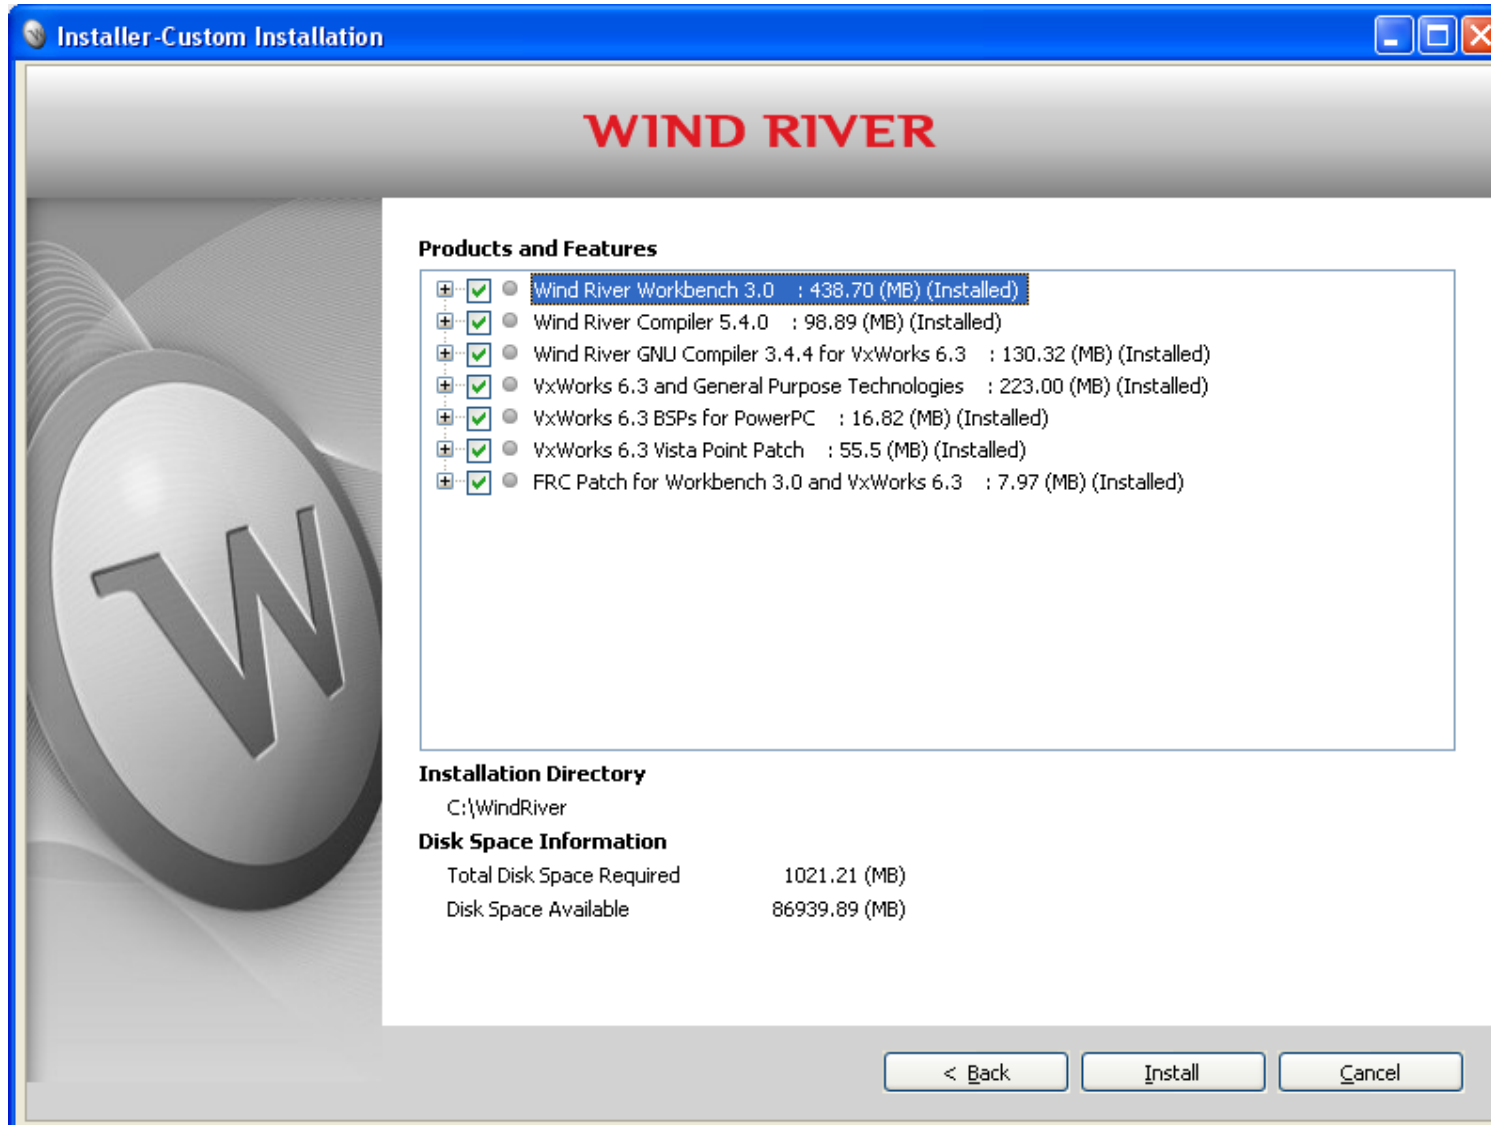 Installer-Custom Installation
WIND RIVER
Products and Features
Wind River Workbench 3.0 : 438.70 (MB) (Installed)
Wind River Compiler 5.4.0 : 98.89 (MB) (Installed)
Wind River GNU Compiler 3.4.4 for VxWorks 6.3 : 130.32 (MB) (Installed)
VxWorks 6.3 and General Purpose Technologies : 223.00 (MB) (Installed)
VxWorks 6.3 BSPs for PowerPC : 16.82 (MB) (Installed)
VxWorks 6.3 Vista Point Patch : 55.5 (MB) (Installed)
FRC Patch for Workbench 3.0 and VxWorks 6.3 : 7.97 (MB) (Installed)
W
Installation Directory
C:\WindRiver
Disk Space Information
Total Disk Space Required 1021.21 (MB)
Disk Space Available 86939.89 (MB)
< Back Install Cancel